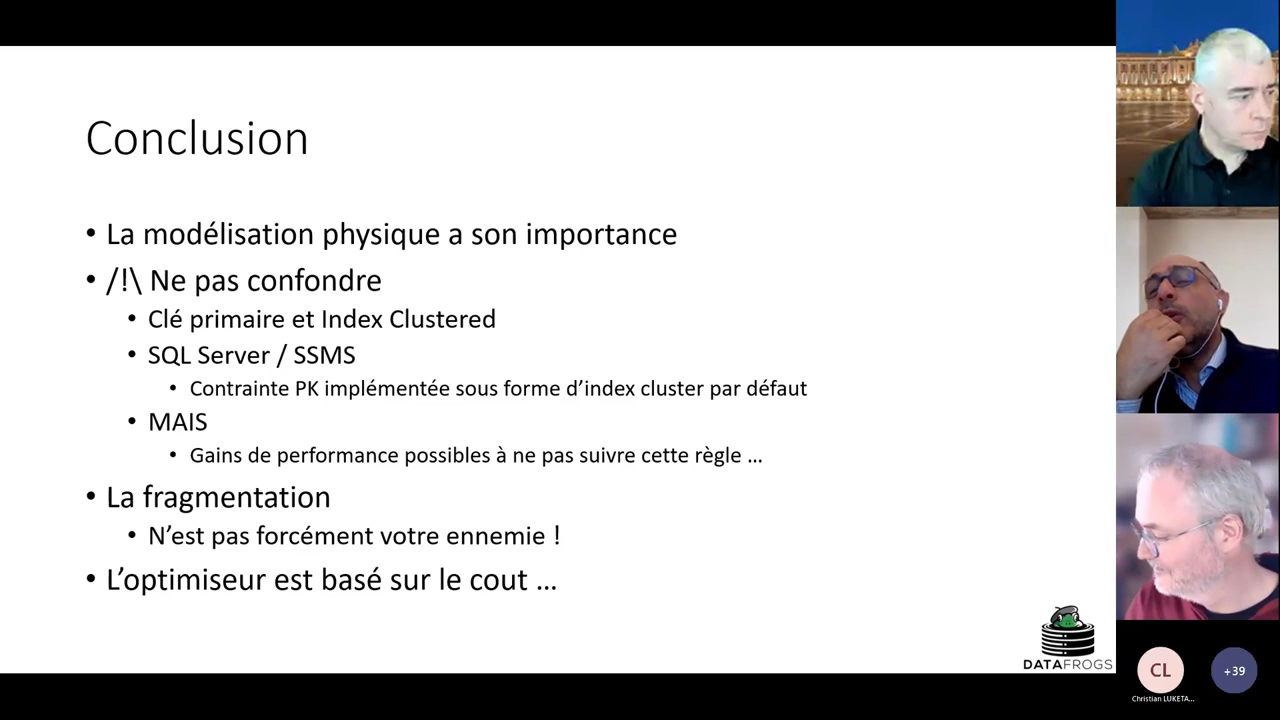 Conclusion
• La modélisation physique a son importance
• /!\ Ne pas confondre
• Clé primaire et Index Clustered
• SQL Server / SSMS
• Contrainte PK implémentée sous forme d’index cluster par défaut
• MAIS
• Gains de performance possibles à ne pas suivre cette règle …
• La fragmentation
• N’est pas forcément votre ennemie !
• L’optimiseur est basé sur le cout …
DATAFROGS
CL
+39
Christian LUKETA...